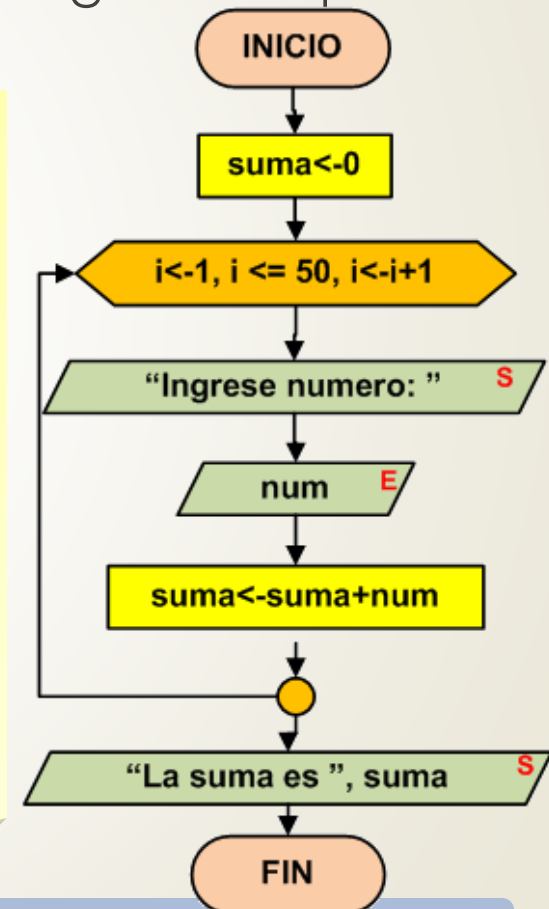 INICIO
suma<-0
i<-1, i <= 50, i<-i+1
“Ingrese numero: ” S
num E
suma<-suma+num
“La suma es ”, suma S
FIN